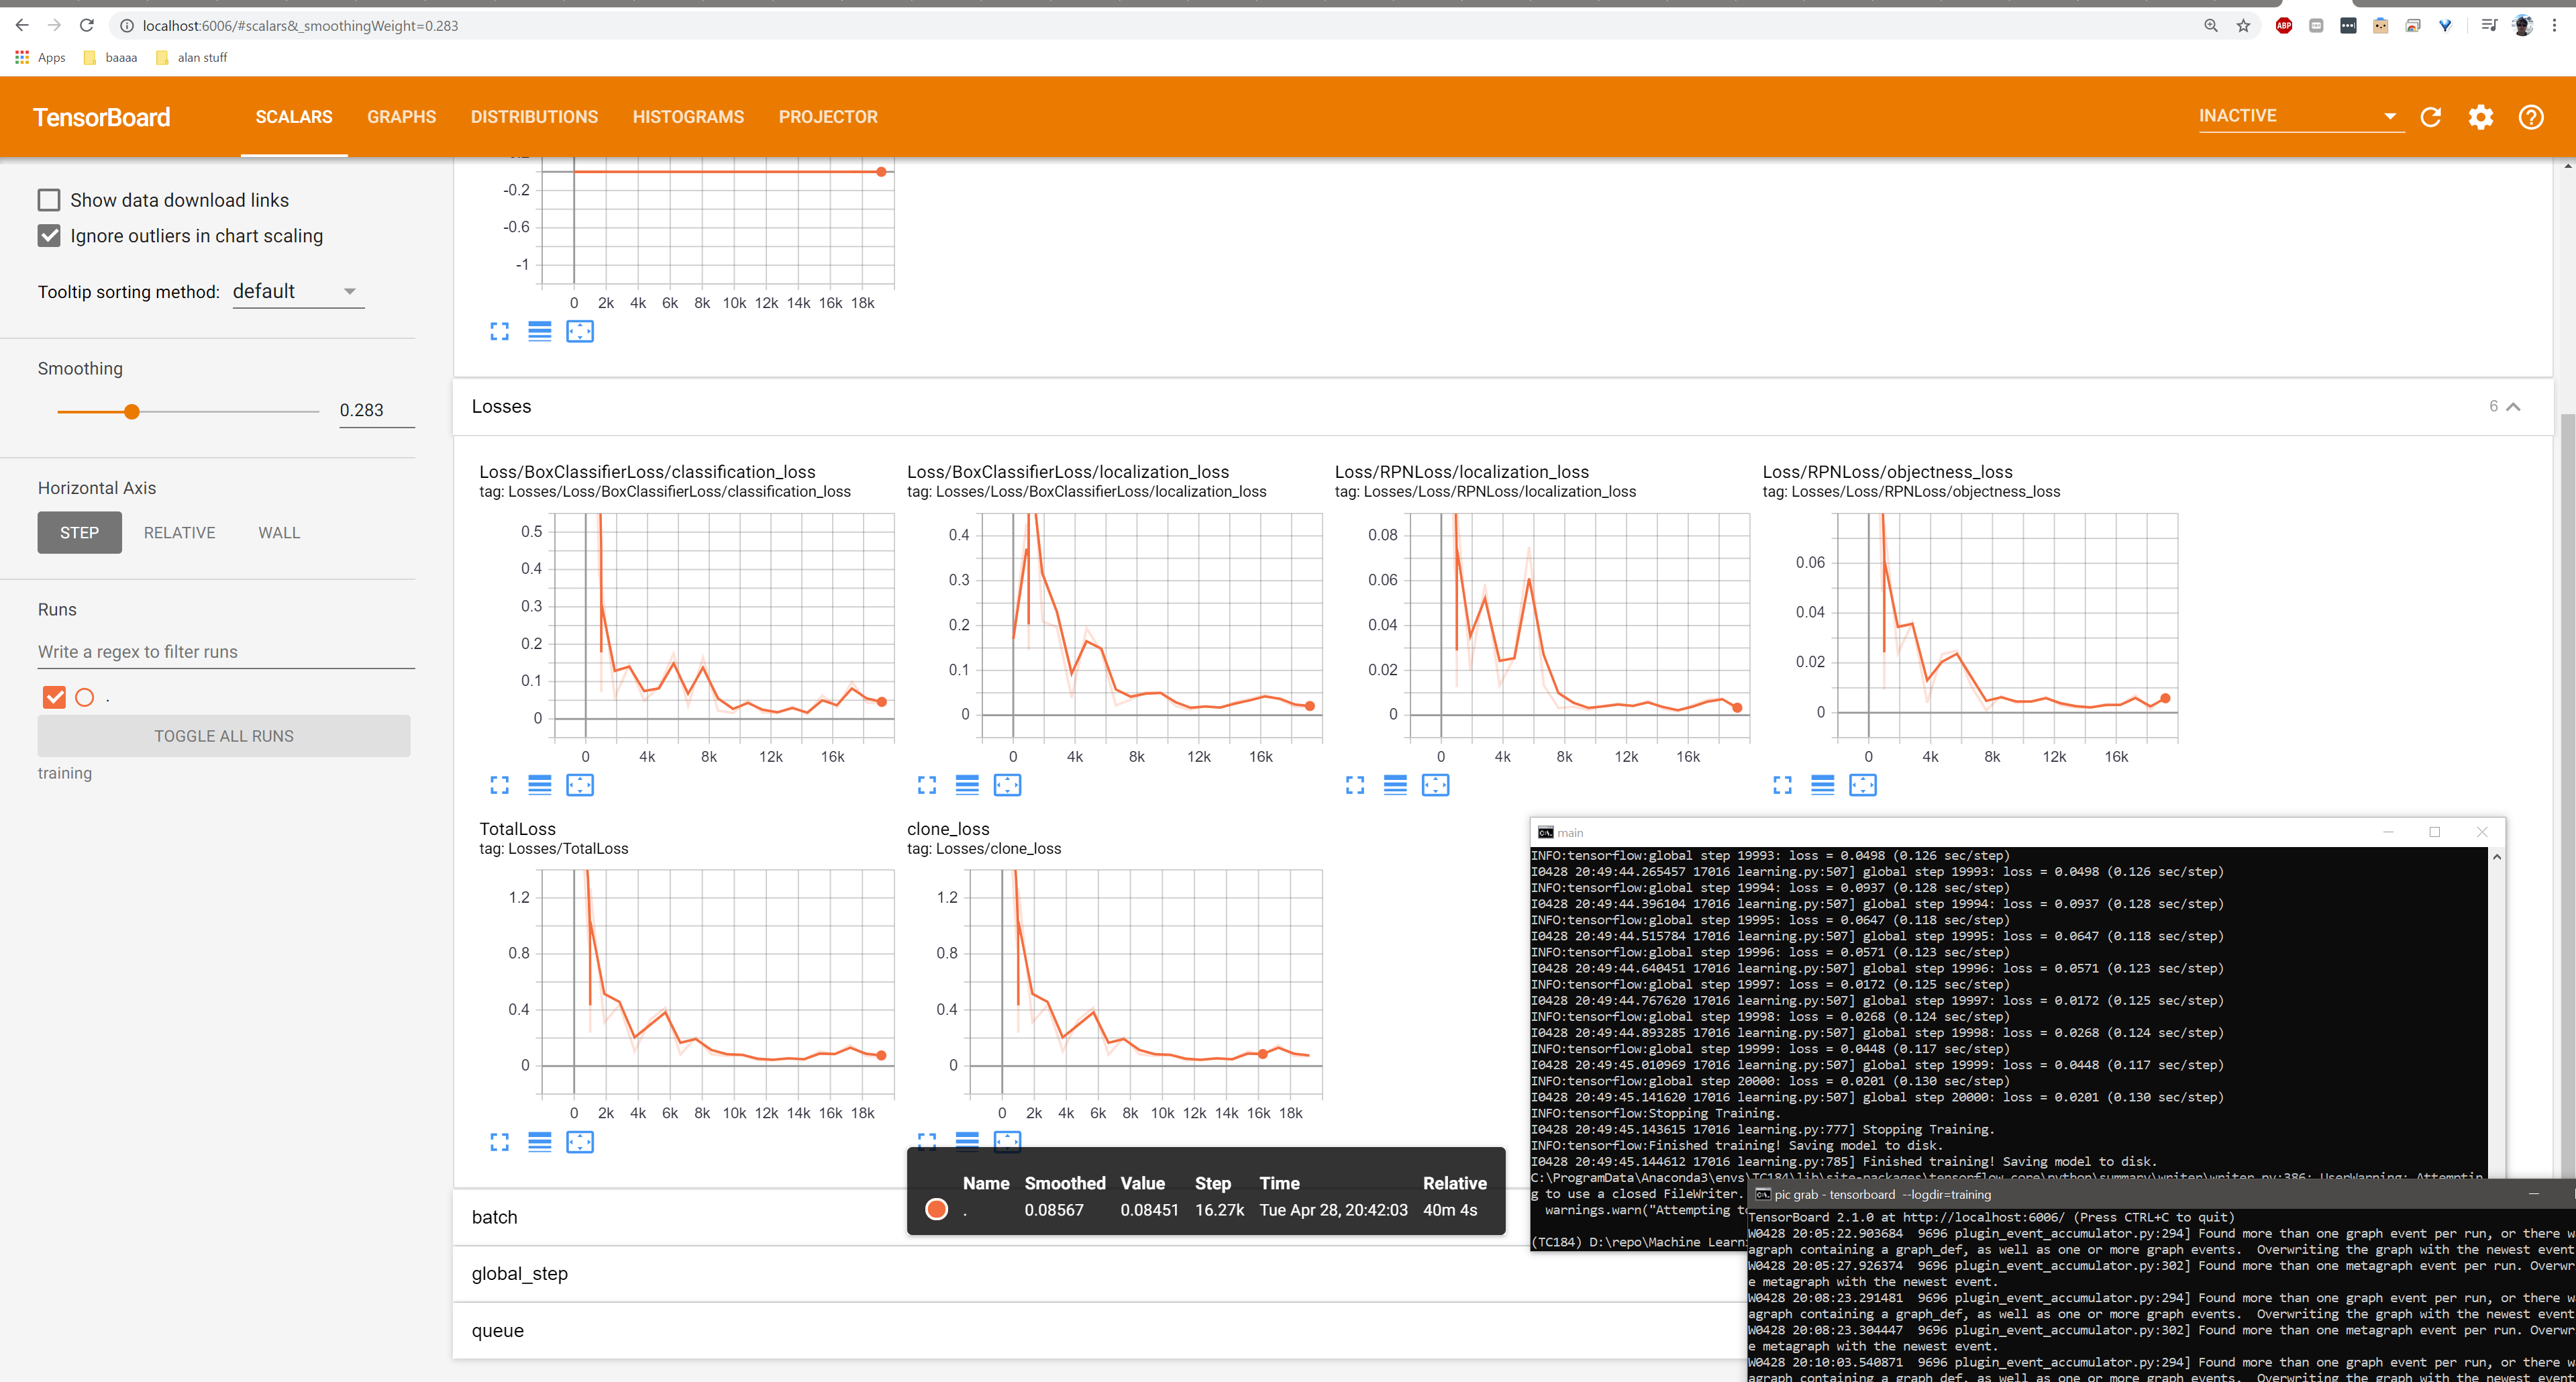 localhost:6006/#scalars&_smoothingWeight=0.283
ABP
Apps baaaa alan stuff
TensorBoard SCALARS GRAPHS DISTRIBUTIONS HISTOGRAMS PROJECTOR INACTIVE
Show data download links
Ignore outliers in chart scaling
Tooltip sorting method: default
Smoothing
0.283
Horizontal Axis
STEP RELATIVE WALL
Runs
Write a regex to filter runs
.
TOGGLE ALL RUNS
training
-0.2
-0.6
-1
0 2k 4k 6k 8k 10k 12k 14k 16k 18k
Losses 6
Loss/BoxClassifierLoss/classification_loss
tag: Losses/Loss/BoxClassifierLoss/classification_loss
0.5
0.4
0.3
0.2
0.1
0
0 4k 8k 12k 16k
Loss/BoxClassifierLoss/localization_loss
tag: Losses/Loss/BoxClassifierLoss/localization_loss
0.4
0.3
0.2
0.1
0
0 4k 8k 12k 16k
Loss/RPNLoss/localization_loss
tag: Losses/Loss/RPNLoss/localization_loss
0.08
0.06
0.04
0.02
0
0 4k 8k 12k 16k
Loss/RPNLoss/objectness_loss
tag: Losses/Loss/RPNLoss/objectness_loss
0.06
0.04
0.02
0
0 4k 8k 12k 16k
TotalLoss
tag: Losses/TotalLoss
1.2
0.8
0.4
0
0 2k 4k 6k 8k 10k 12k 14k 16k 18k
clone_loss
tag: Losses/clone_loss
1.2
0.8
0.4
0
0 2k 4k 6k 8k 10k 12k 14k 16k 18k
Name Smoothed Value Step Time Relative
. 0.08567 0.08451 16.27k Tue Apr 28, 20:42:03 40m 4s
batch
global_step
queue
main
INFO:tensorflow:global step 19993: loss = 0.0498 (0.126 sec/step)
I0428 20:49:44.265457 17016 learning.py:507] global step 19993: loss = 0.0498 (0.126 sec/step)
INFO:tensorflow:global step 19994: loss = 0.0937 (0.128 sec/step)
I0428 20:49:44.396104 17016 learning.py:507] global step 19994: loss = 0.0937 (0.128 sec/step)
INFO:tensorflow:global step 19995: loss = 0.0647 (0.118 sec/step)
I0428 20:49:44.515784 17016 learning.py:507] global step 19995: loss = 0.0647 (0.118 sec/step)
INFO:tensorflow:global step 19996: loss = 0.0571 (0.123 sec/step)
I0428 20:49:44.640451 17016 learning.py:507] global step 19996: loss = 0.0571 (0.123 sec/step)
INFO:tensorflow:global step 19997: loss = 0.0172 (0.125 sec/step)
I0428 20:49:44.767620 17016 learning.py:507] global step 19997: loss = 0.0172 (0.125 sec/step)
INFO:tensorflow:global step 19998: loss = 0.0268 (0.124 sec/step)
I0428 20:49:44.893285 17016 learning.py:507] global step 19998: loss = 0.0268 (0.124 sec/step)
INFO:tensorflow:global step 19999: loss = 0.0448 (0.117 sec/step)
I0428 20:49:45.010969 17016 learning.py:507] global step 19999: loss = 0.0448 (0.117 sec/step)
INFO:tensorflow:global step 20000: loss = 0.0201 (0.130 sec/step)
I0428 20:49:45.141620 17016 learning.py:507] global step 20000: loss = 0.0201 (0.130 sec/step)
INFO:tensorflow:Stopping Training.
I0428 20:49:45.143615 17016 learning.py:777] Stopping Training.
INFO:tensorflow:Finished training! Saving model to disk.
I0428 20:49:45.144612 17016 learning.py:785] Finished training! Saving model to disk.
C:\ProgramData\Anaconda3\envs\TC184\lib\site-packages\tensorflow_core\python\summary\writer\writer.py:386: UserWarning: Attemptin
g to use a closed FileWriter.
warnings.warn("Attempting t
(TC184) D:\repo\Machine Learni
pic grab - tensorboard --logdir=training
TensorBoard 2.1.0 at http://localhost:6006/ (Press CTRL+C to quit)
W0428 20:05:22.903684 9696 plugin_event_accumulator.py:294] Found more than one graph event per run, or there w
agraph containing a graph_def, as well as one or more graph events. Overwriting the graph with the newest event
W0428 20:05:27.926374 9696 plugin_event_accumulator.py:302] Found more than one metagraph event per run. Overwr
e metagraph with the newest event.
W0428 20:08:23.291481 9696 plugin_event_accumulator.py:294] Found more than one graph event per run, or there w
agraph containing a graph_def, as well as one or more graph events. Overwriting the graph with the newest event
W0428 20:08:23.304447 9696 plugin_event_accumulator.py:302] Found more than one metagraph event per run. Overwr
e metagraph with the newest event.
W0428 20:10:03.540871 9696 plugin_event_accumulator.py:294] Found more than one graph event per run, or there w
agraph containing a graph_def, as well as one or more graph events. Overwriting the graph with the newest event